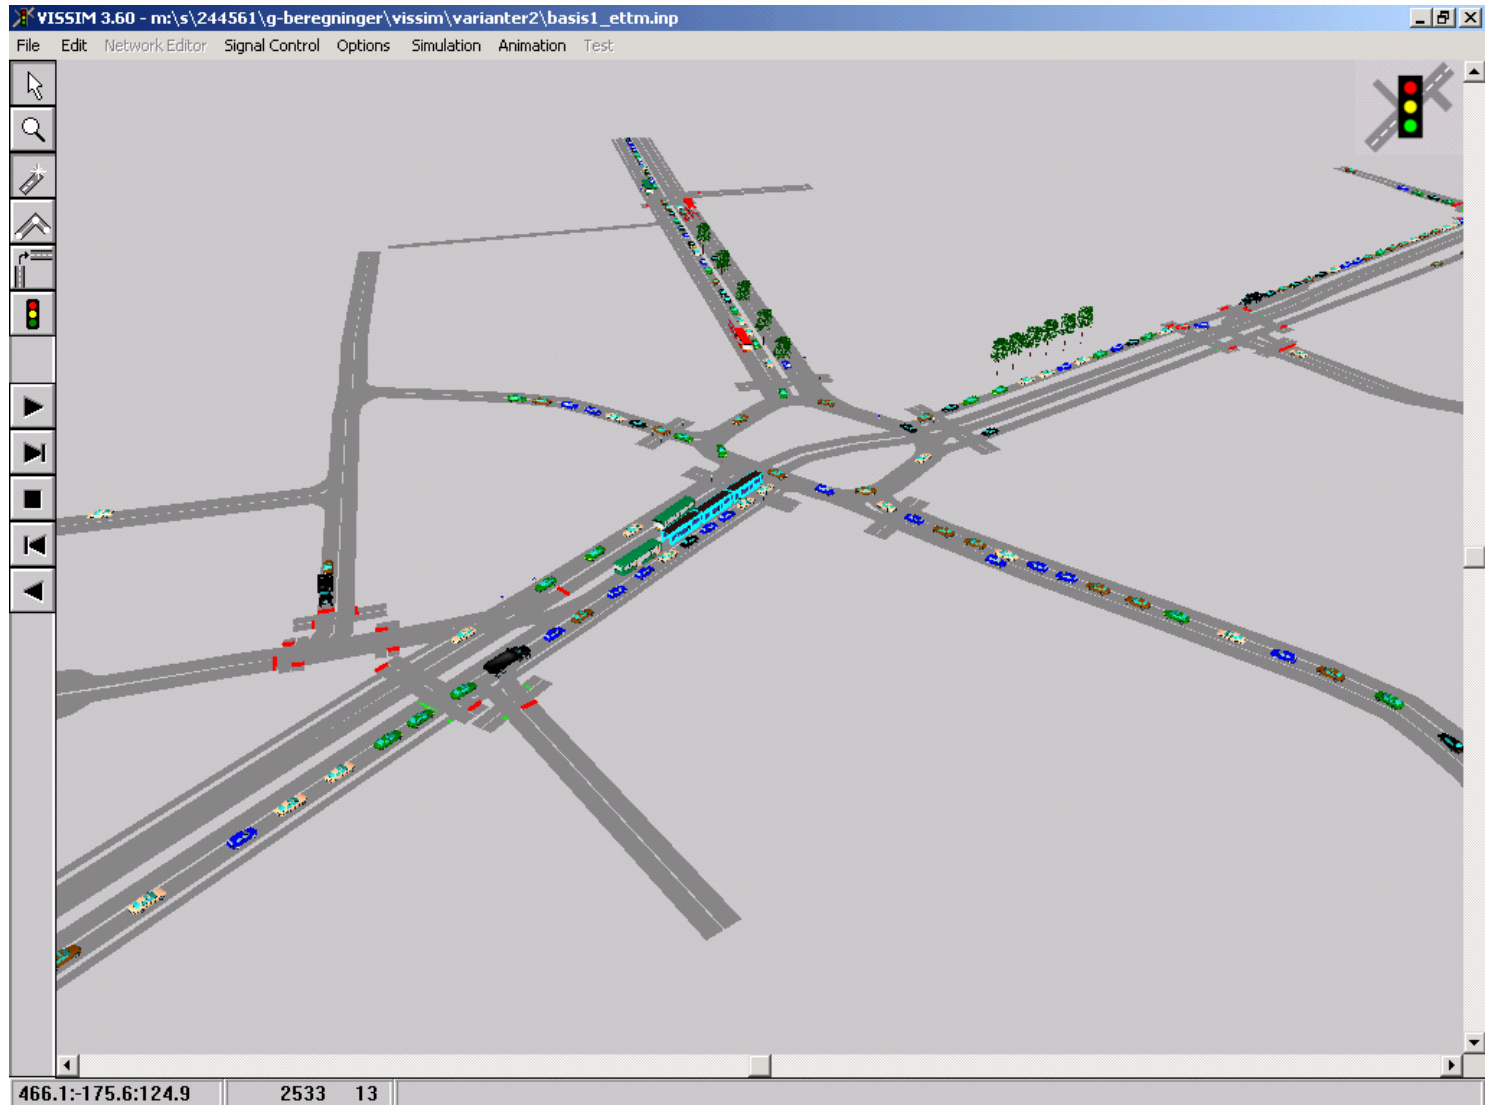 VISSIM 3.60 - m:\s\244561\g-beregninger\vissim\varianter2\basis1_ettm.inp
File Edit Network Editor Signal Control Options Simulation Animation Test
466.1:-175.6:124.9 2533 13